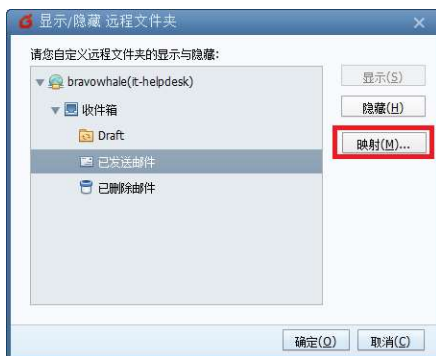 显示/隐藏 远程文件夹
请您自定义远程文件夹的显示与隐藏:
bravowhale(it-helpdesk)
收件箱
Draft
已发送邮件
已删除邮件
显示(S)
隐藏(H)
映射(M)...
确定(O)
取消(C)